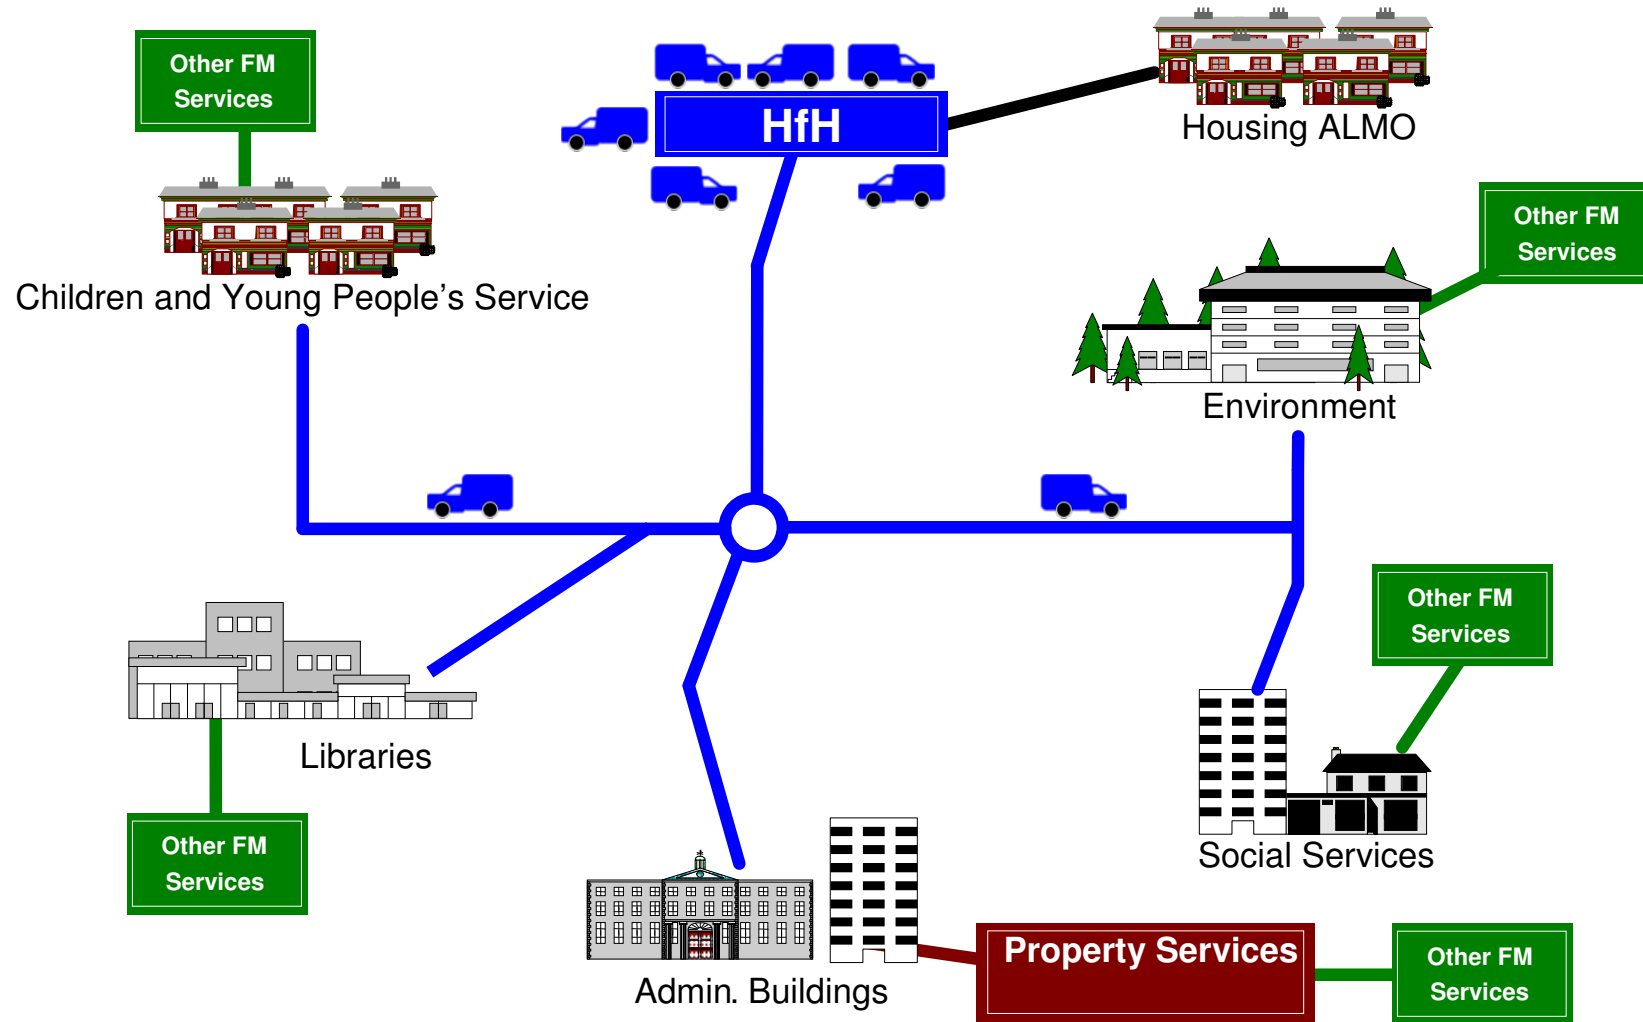 Other FM
Services
HfH
Housing ALMO
Other FM
Services
Children and Young People's Service
Environment
Other FM
Services
Libraries
Other FM
Services
Social Services
Property Services
Other FM
Services
Admin. Buildings